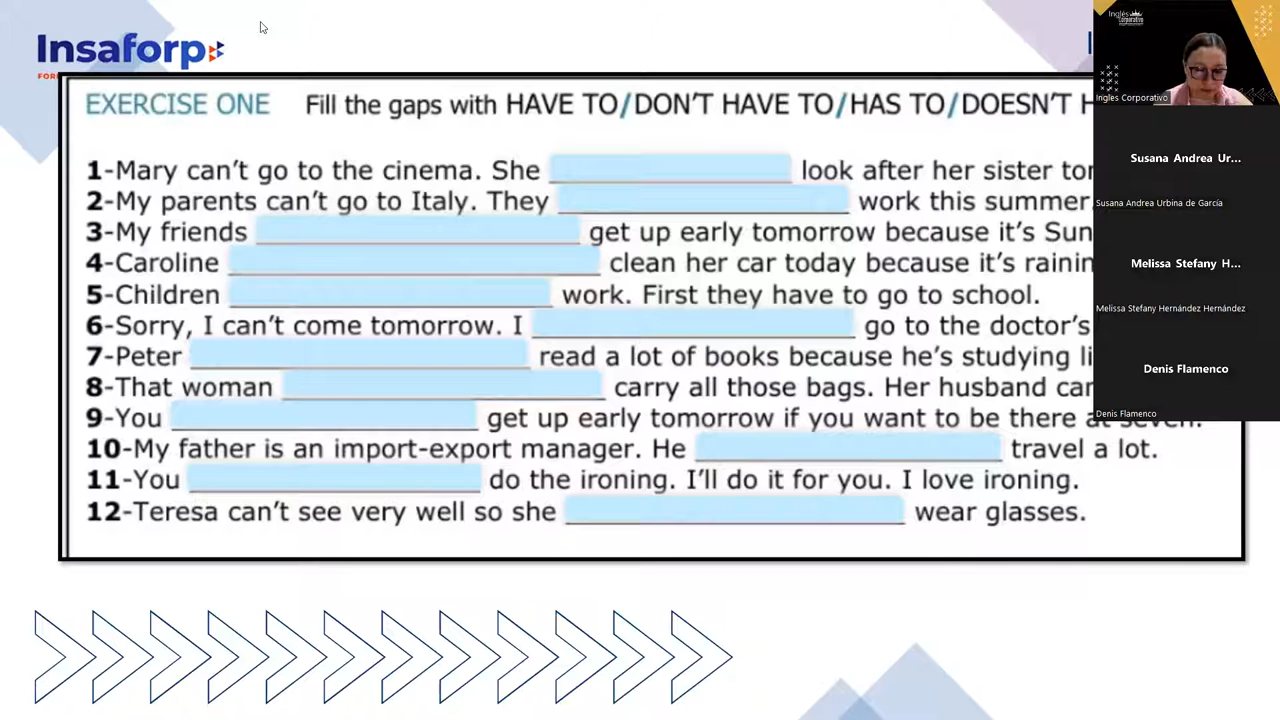 Insaforp
EXERCISE ONE Fill the gaps with HAVE TO/DON'T HAVE TO/HAS TO/DOESN'T H
1-Mary can't go to the cinema. She look after her sister
2-My parents can't go to Italy. They work this summer
3-My friends get up early tomorrow because it's Sun
4-Caroline clean her car today because it's rainin
5-Children work. First they have to go to school.
6-Sorry, I can't come tomorrow. I go to the doctor's
7-Peter read a lot of books because he's studying li
8-That woman carry all those bags. Her husband
9-You get up early tomorrow if you want to be there at seven.
10-My father is an import-export manager. He travel a lot.
11-You do the ironing. I'll do it for you. I love ironing.
12-Teresa can't see very well so she wear glasses.
Inglés
Corporativo
Ingles Corporativo
Susana Andrea Ur...
Susana Andrea Urbina de García
Melissa Stefany H...
Melissa Stefany Hernández Hernández
Denis Flamenco
Denis Flamenco